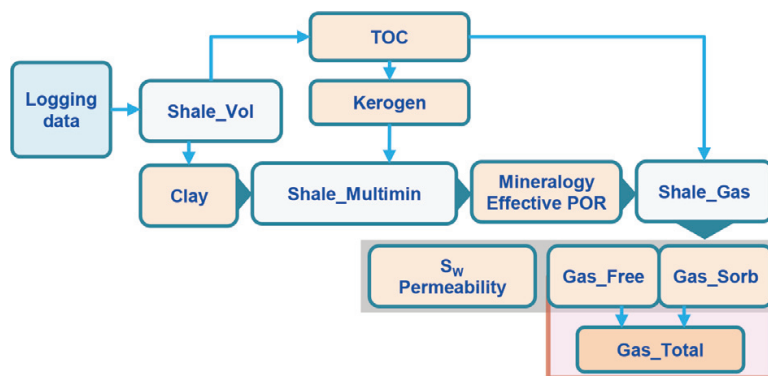 TOC
Logging
data
Shale_Vol
Kerogen
Clay
Shale_Multimin
Mineralogy
Effective POR
Shale_Gas
Sw
Permeability
Gas_Free
Gas_Sorb
Gas_Total